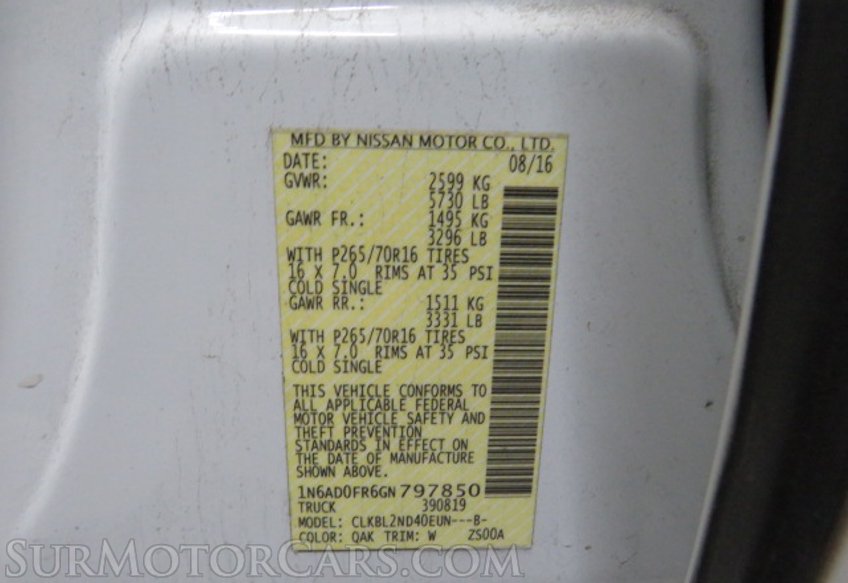 MFD BY NISSAN MOTOR CO., LTD.
DATE: 08/16
GVWR: 2599 KG
5730 LB
GAWR FR.: 1495 KG
3296 LB
WITH P265/70R16 TIRES
16 X 7.0 RIMS AT 35 PSI
COLD SINGLE
GAWR RR.: 1511 KG
3331 LB
WITH P265/70R16 TIRES
16 X 7.0 RIMS AT 35 PSI
COLD SINGLE
THIS VEHICLE CONFORMS TO
ALL APPLICABLE FEDERAL
MOTOR VEHICLE SAFETY AND
THEFT PREVENTION
STANDARDS IN EFFECT ON
THE DATE OF MANUFACTURE
SHOWN ABOVE.
1N6AD0FR6GN797850
TRUCK 390819
MODEL: CLKBL2ND40EUN---B-
COLOR: QAK TRIM: W ZS00A
SurMotorCars.com